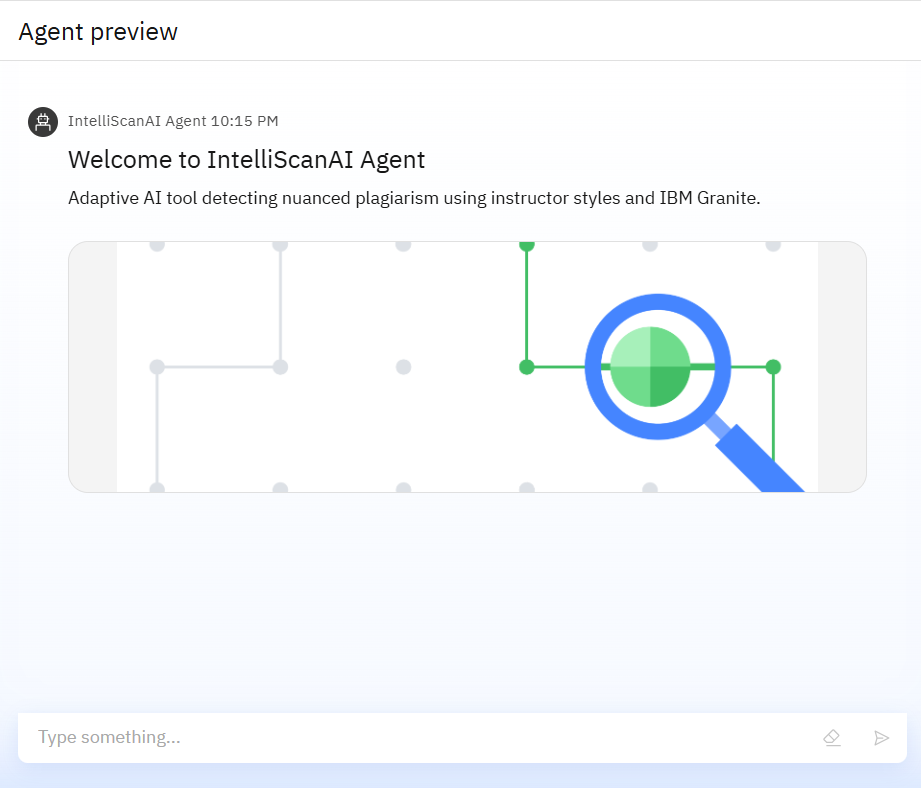 Agent preview
IntelliScanAI Agent 10:15 PM
Welcome to IntelliScanAI Agent
Adaptive AI tool detecting nuanced plagiarism using instructor styles and IBM Granite.
Type something...